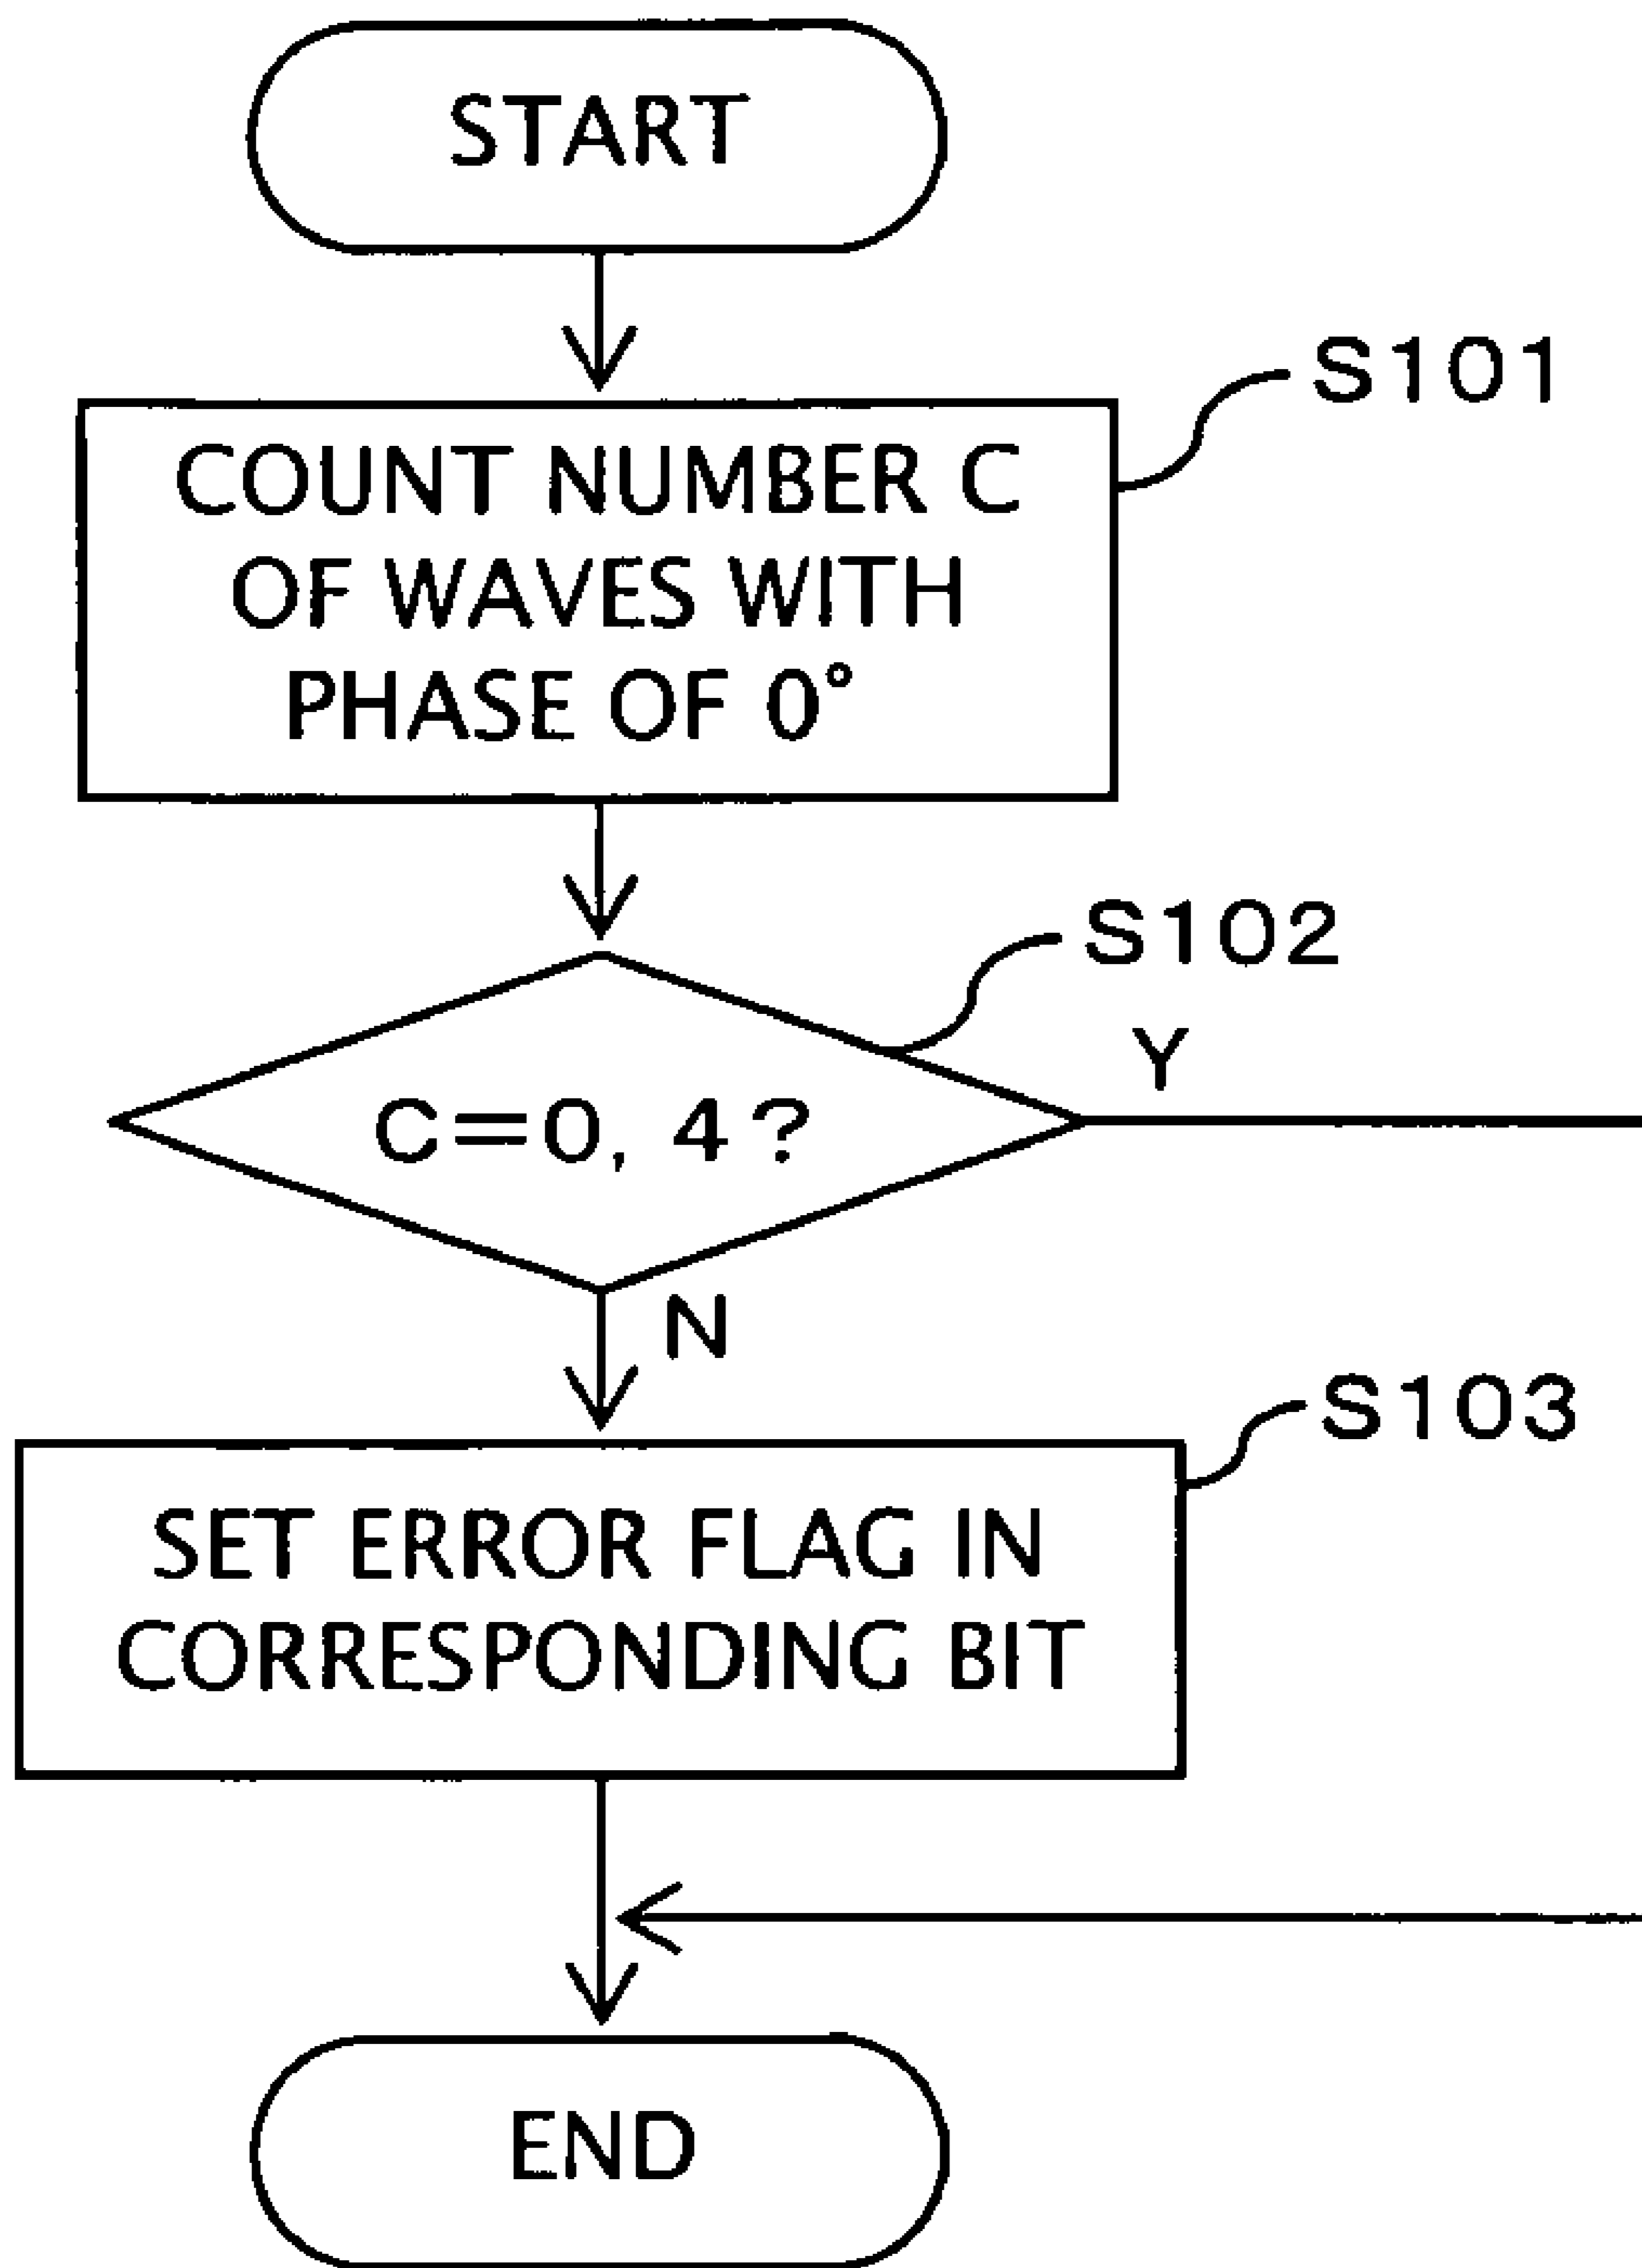 START
S101
COUNT NUMBER C
OF WAVES WITH
PHASE OF 0°
S102
Y
C=0, 4?
N
S103
SET ERROR FLAG IN
CORRESPONDING BIT
END